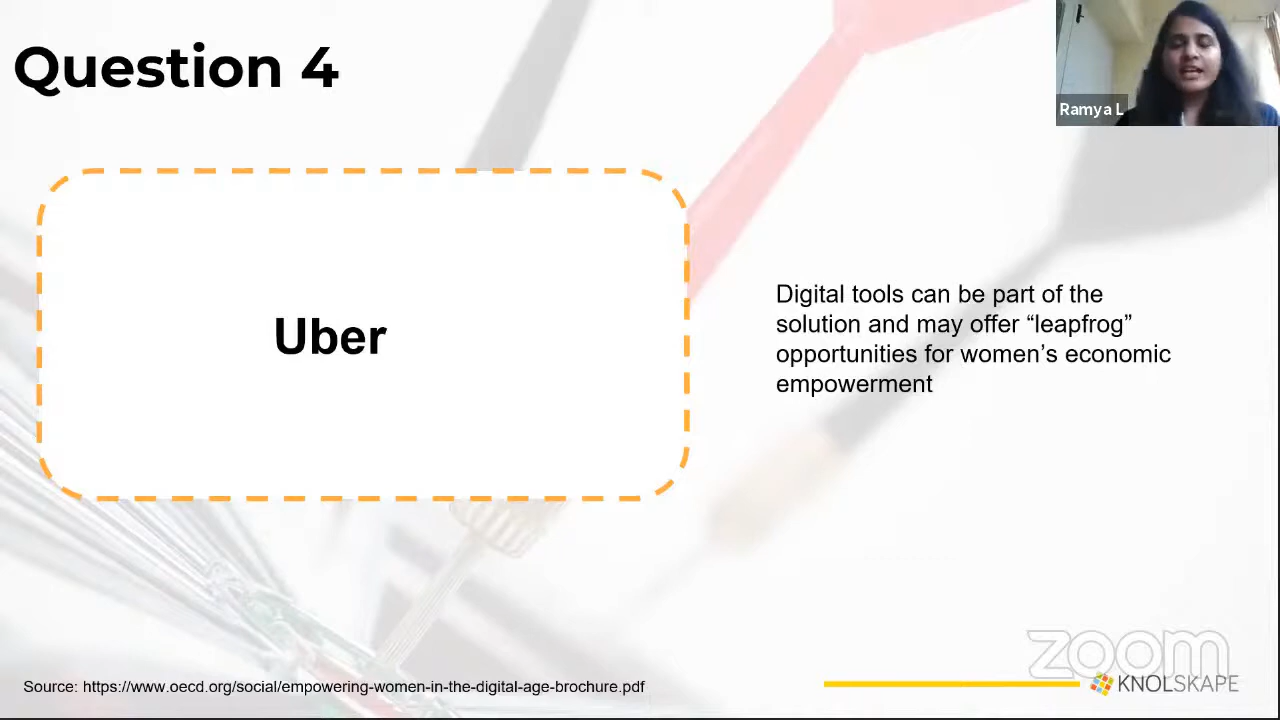 Question 4
Ramya L
Uber
Digital tools can be part of the
solution and may offer “leapfrog”
opportunities for women’s economic
empowerment
zoom
Source: https://www.oecd.org/social/empowering-women-in-the-digital-age-brochure.pdf
KNOLSKAPE